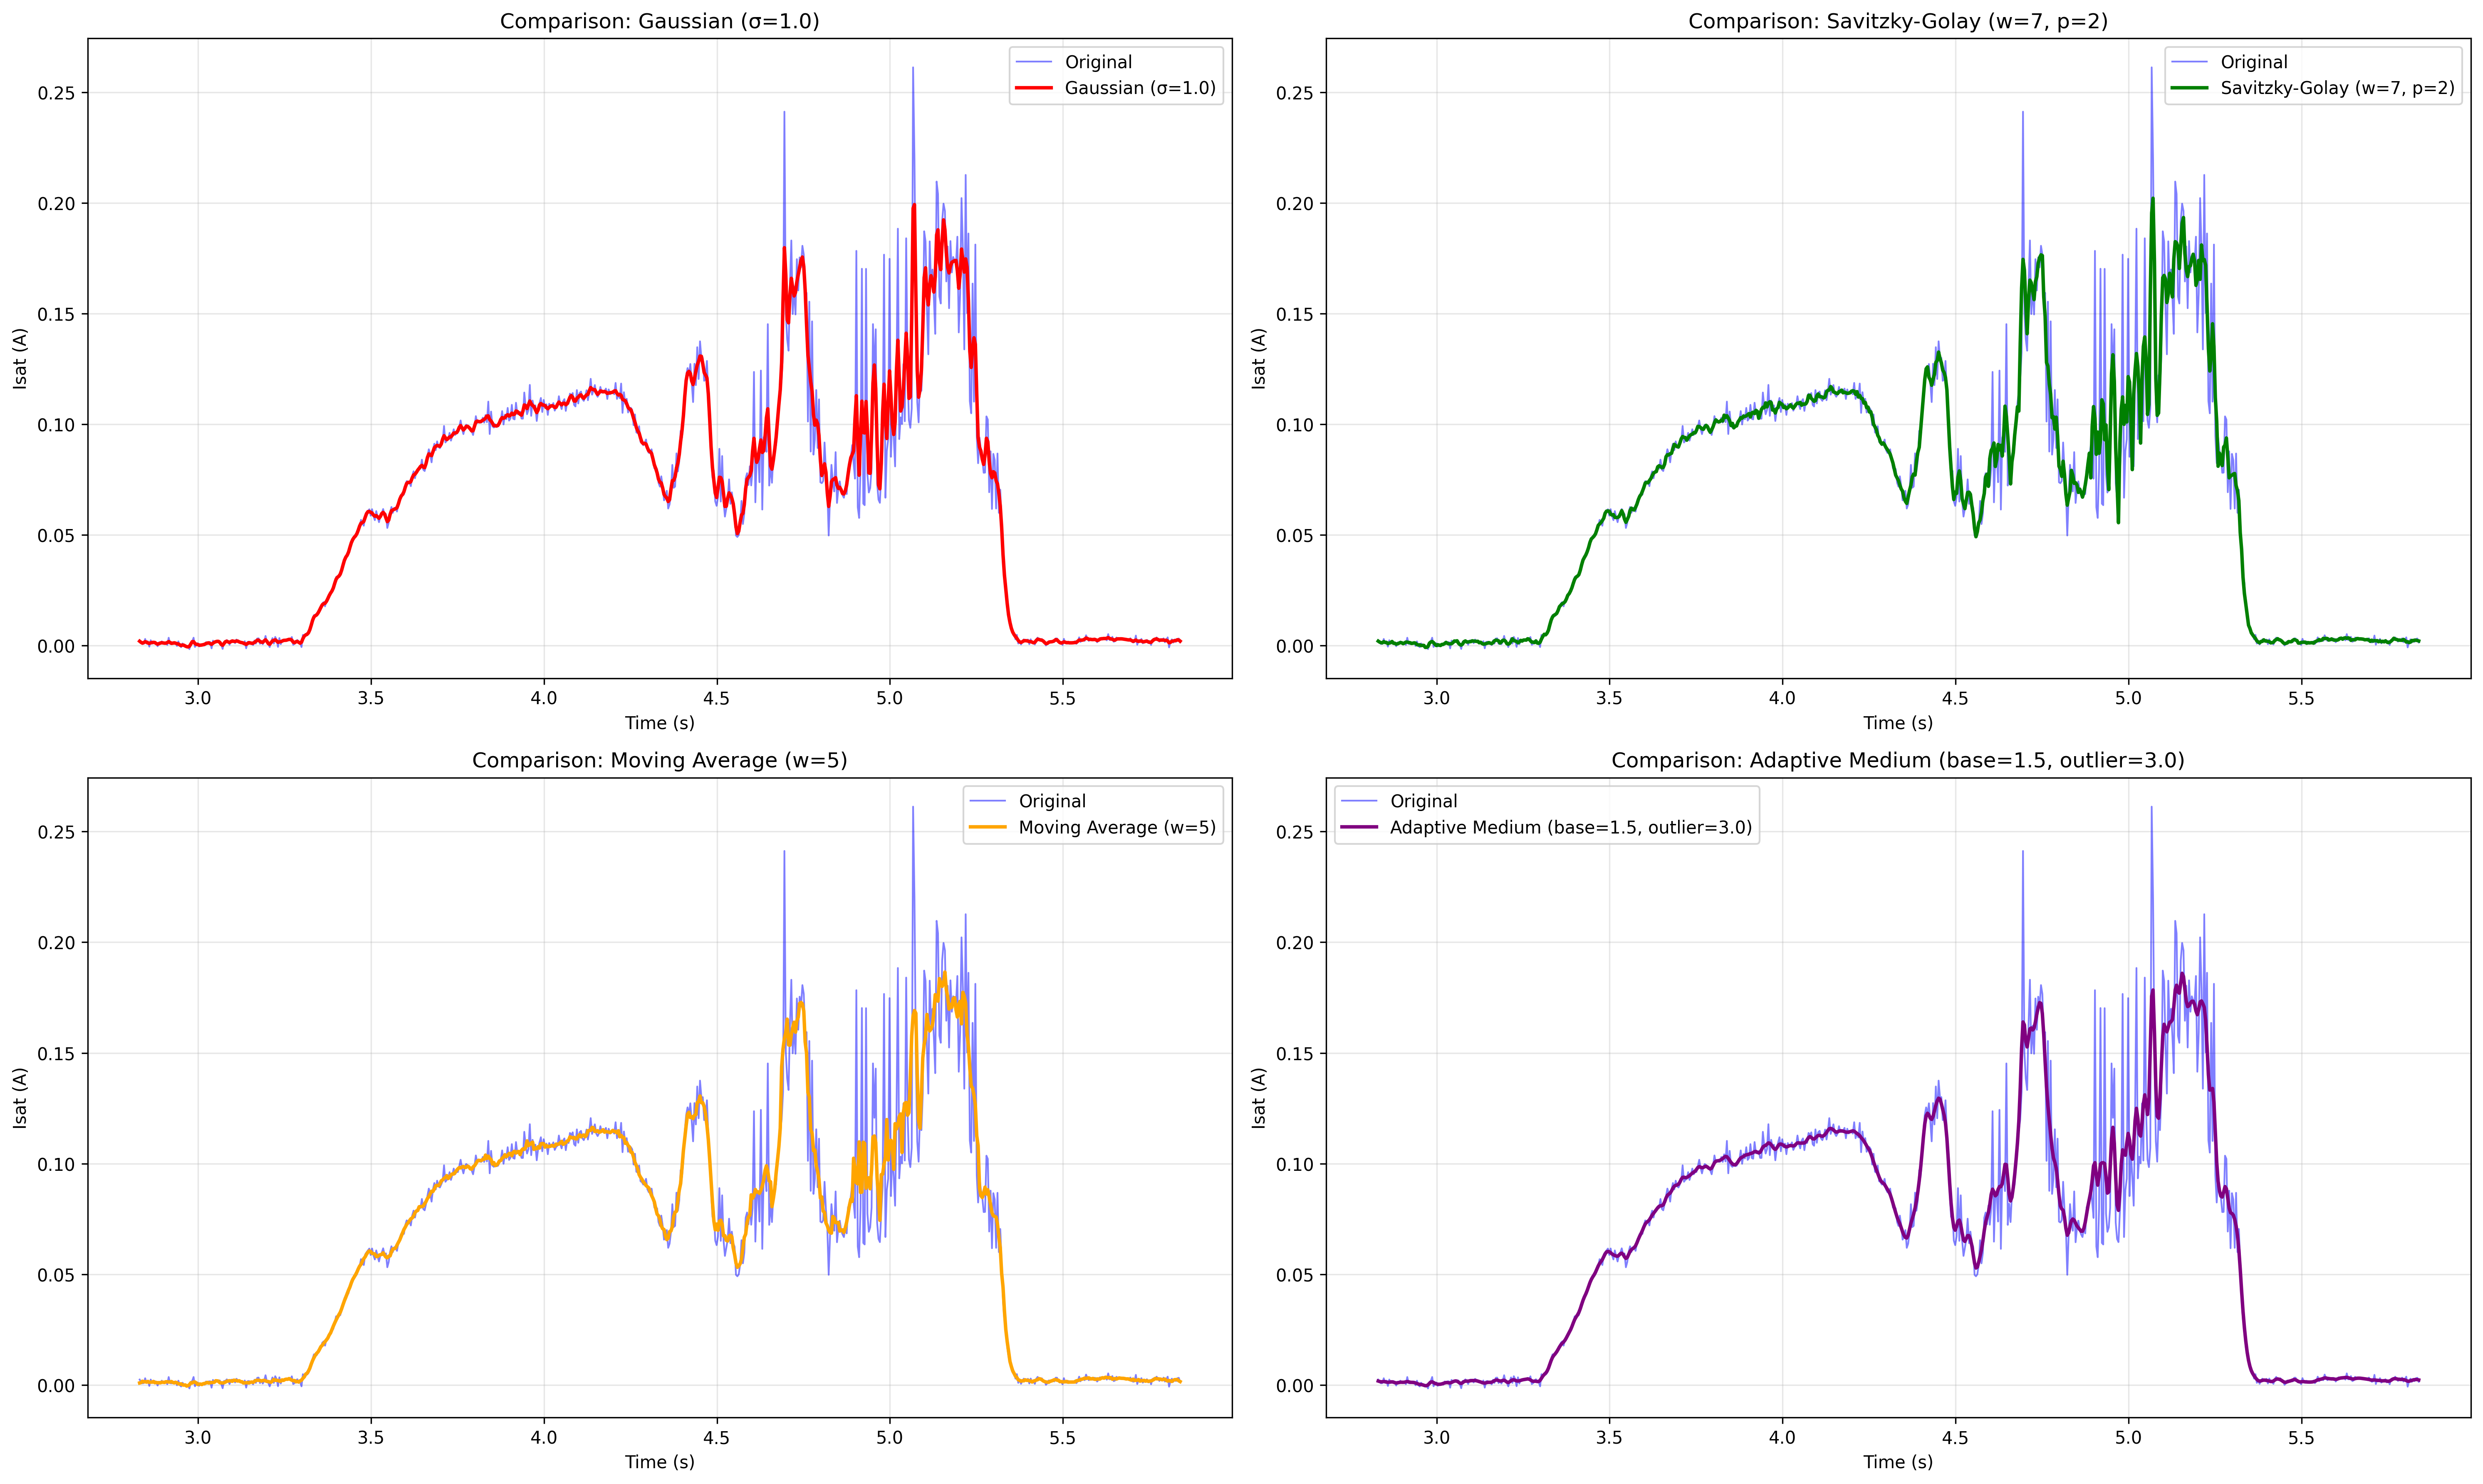 Comparison: Gaussian (σ=1.0)
Original
Gaussian (σ=1.0)
Isat (A)
0.25
0.20
0.15
0.10
0.05
0.00
3.0 3.5 4.0 4.5 5.0 5.5
Time (s)
Comparison: Savitzky-Golay (w=7, p=2)
Original
Savitzky-Golay (w=7, p=2)
Isat (A)
0.25
0.20
0.15
0.10
0.05
0.00
3.0 3.5 4.0 4.5 5.0 5.5
Time (s)
Comparison: Moving Average (w=5)
Original
Moving Average (w=5)
Isat (A)
0.25
0.20
0.15
0.10
0.05
0.00
3.0 3.5 4.0 4.5 5.0 5.5
Time (s)
Comparison: Adaptive Medium (base=1.5, outlier=3.0)
Original
Adaptive Medium (base=1.5, outlier=3.0)
Isat (A)
0.25
0.20
0.15
0.10
0.05
0.00
3.0 3.5 4.0 4.5 5.0 5.5
Time (s)